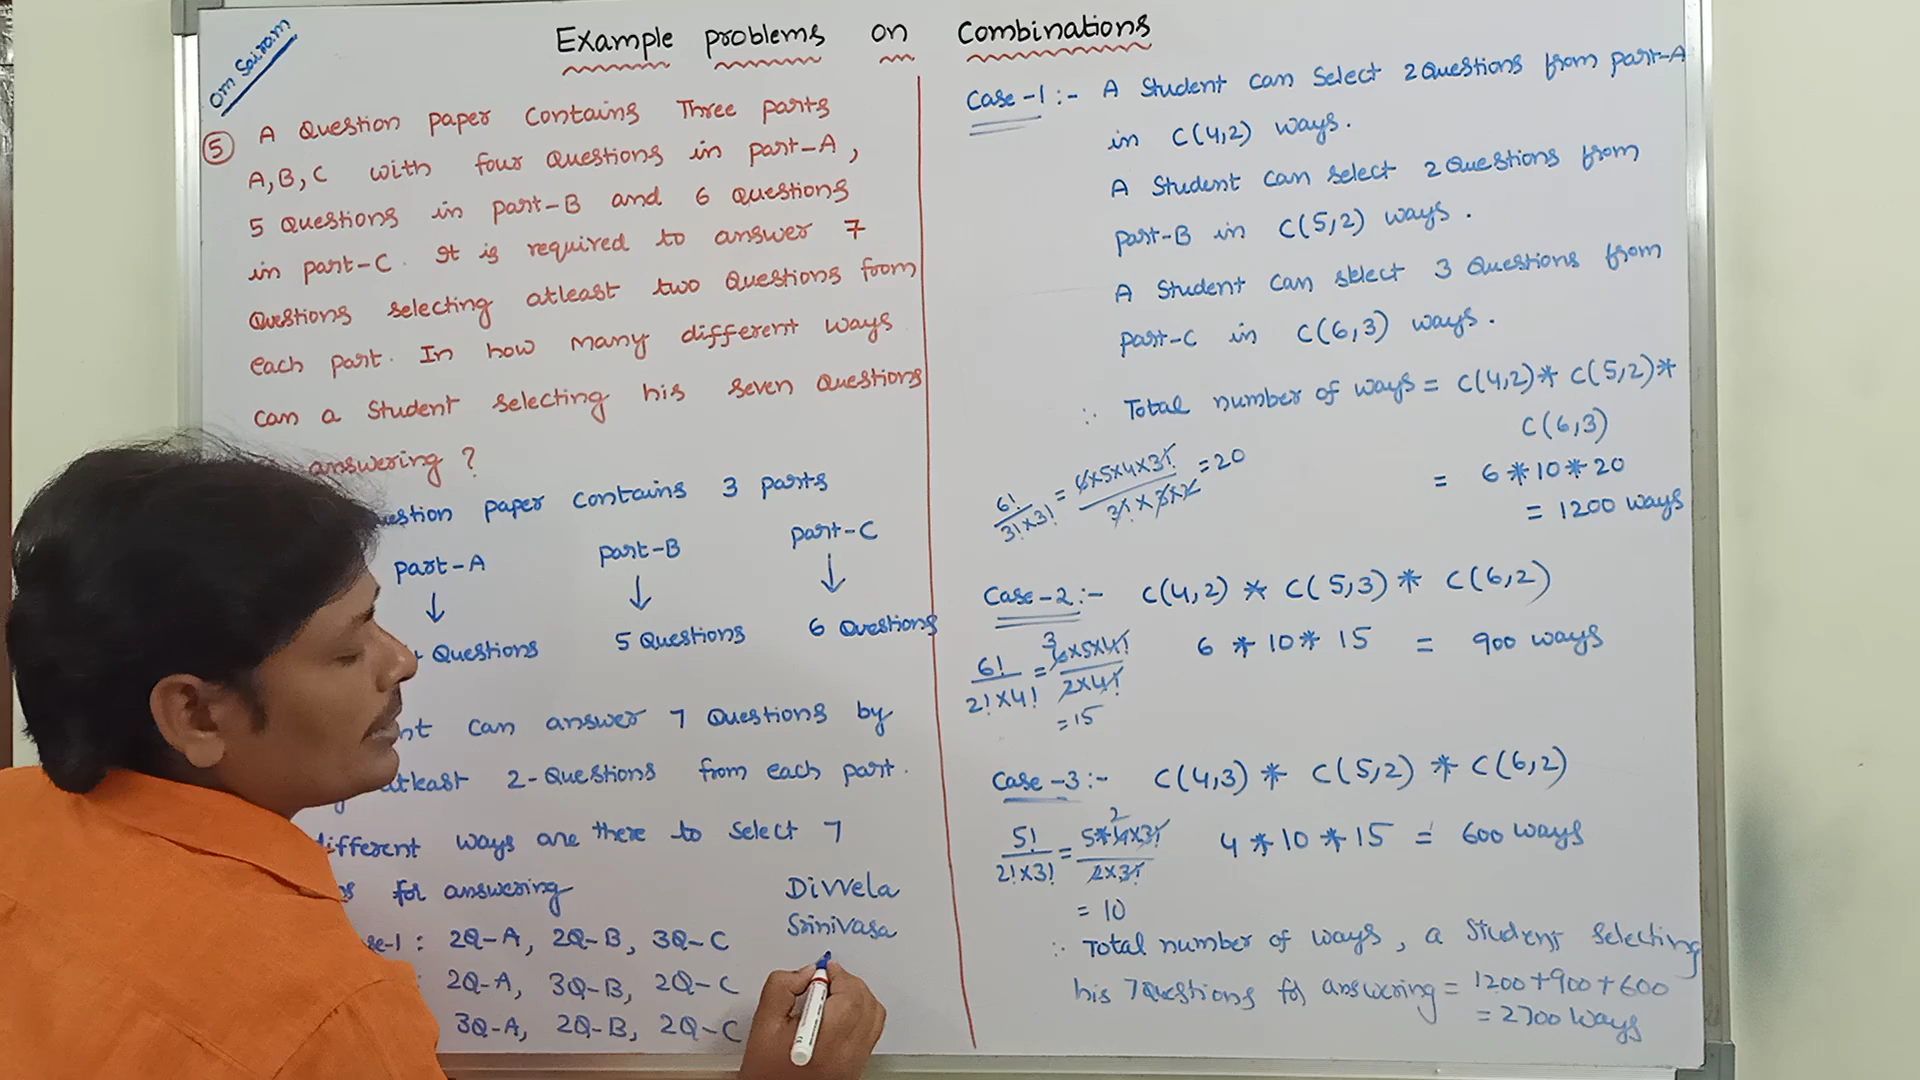 Om Sairam
Example problems on Combinations
5 A Question paper contains Three parts
A, B, C with four Questions in part-A,
5 Questions in part-B and 6 Questions
in part-C. It is required to answer 7
Questions selecting atleast two Questions from
each part. In how many different ways
can a Student selecting his seven Questions
answering ?
paper contains 3 parts
part-A part-B part-C
↓ ↓ ↓
Questions 5 Questions 6 Questions
can answer 7 Questions by
atleast 2-Questions from each part.
different ways are there to select 7
for answering
: 2Q-A, 2Q-B, 3Q-C
2Q-A, 3Q-B, 2Q-C
3Q-A, 2Q-B, 2Q-C
Divvela
Srinivasa
Case-1 :- A Student can Select 2 Questions from part-A
in C(4,2) ways.
A Student can select 2 Questions from
part-B in C(5,2) ways.
A Student can select 3 Questions from
part-C in C(6,3) ways.
∴ Total number of ways = C(4,2)* C(5,2)*
C(6,3)
6!/3!×3! = 6×5×4×3!/3!×3×2 = 20
= 6*10*20
= 1200 ways
Case-2 :- C(4,2) * C(5,3) * C(6,2)
6!/2!×4! = 6×5×4!/2×4! 3
= 15
6 * 10 * 15 = 900 ways
Case-3 :- C(4,3) * C(5,2) * C(6,2)
5!/2!×3! = 5*4×3!/2×3! 2
= 10
4 * 10 * 15 = 600 ways
∴ Total number of ways, a Student Selecting
his 7 Questions for answering = 1200+900+600
= 2700 ways